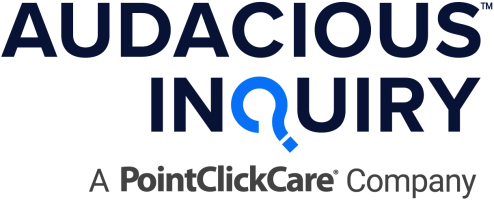 AUDACIOUS™
INQUIRY
A PointClickCare® Company